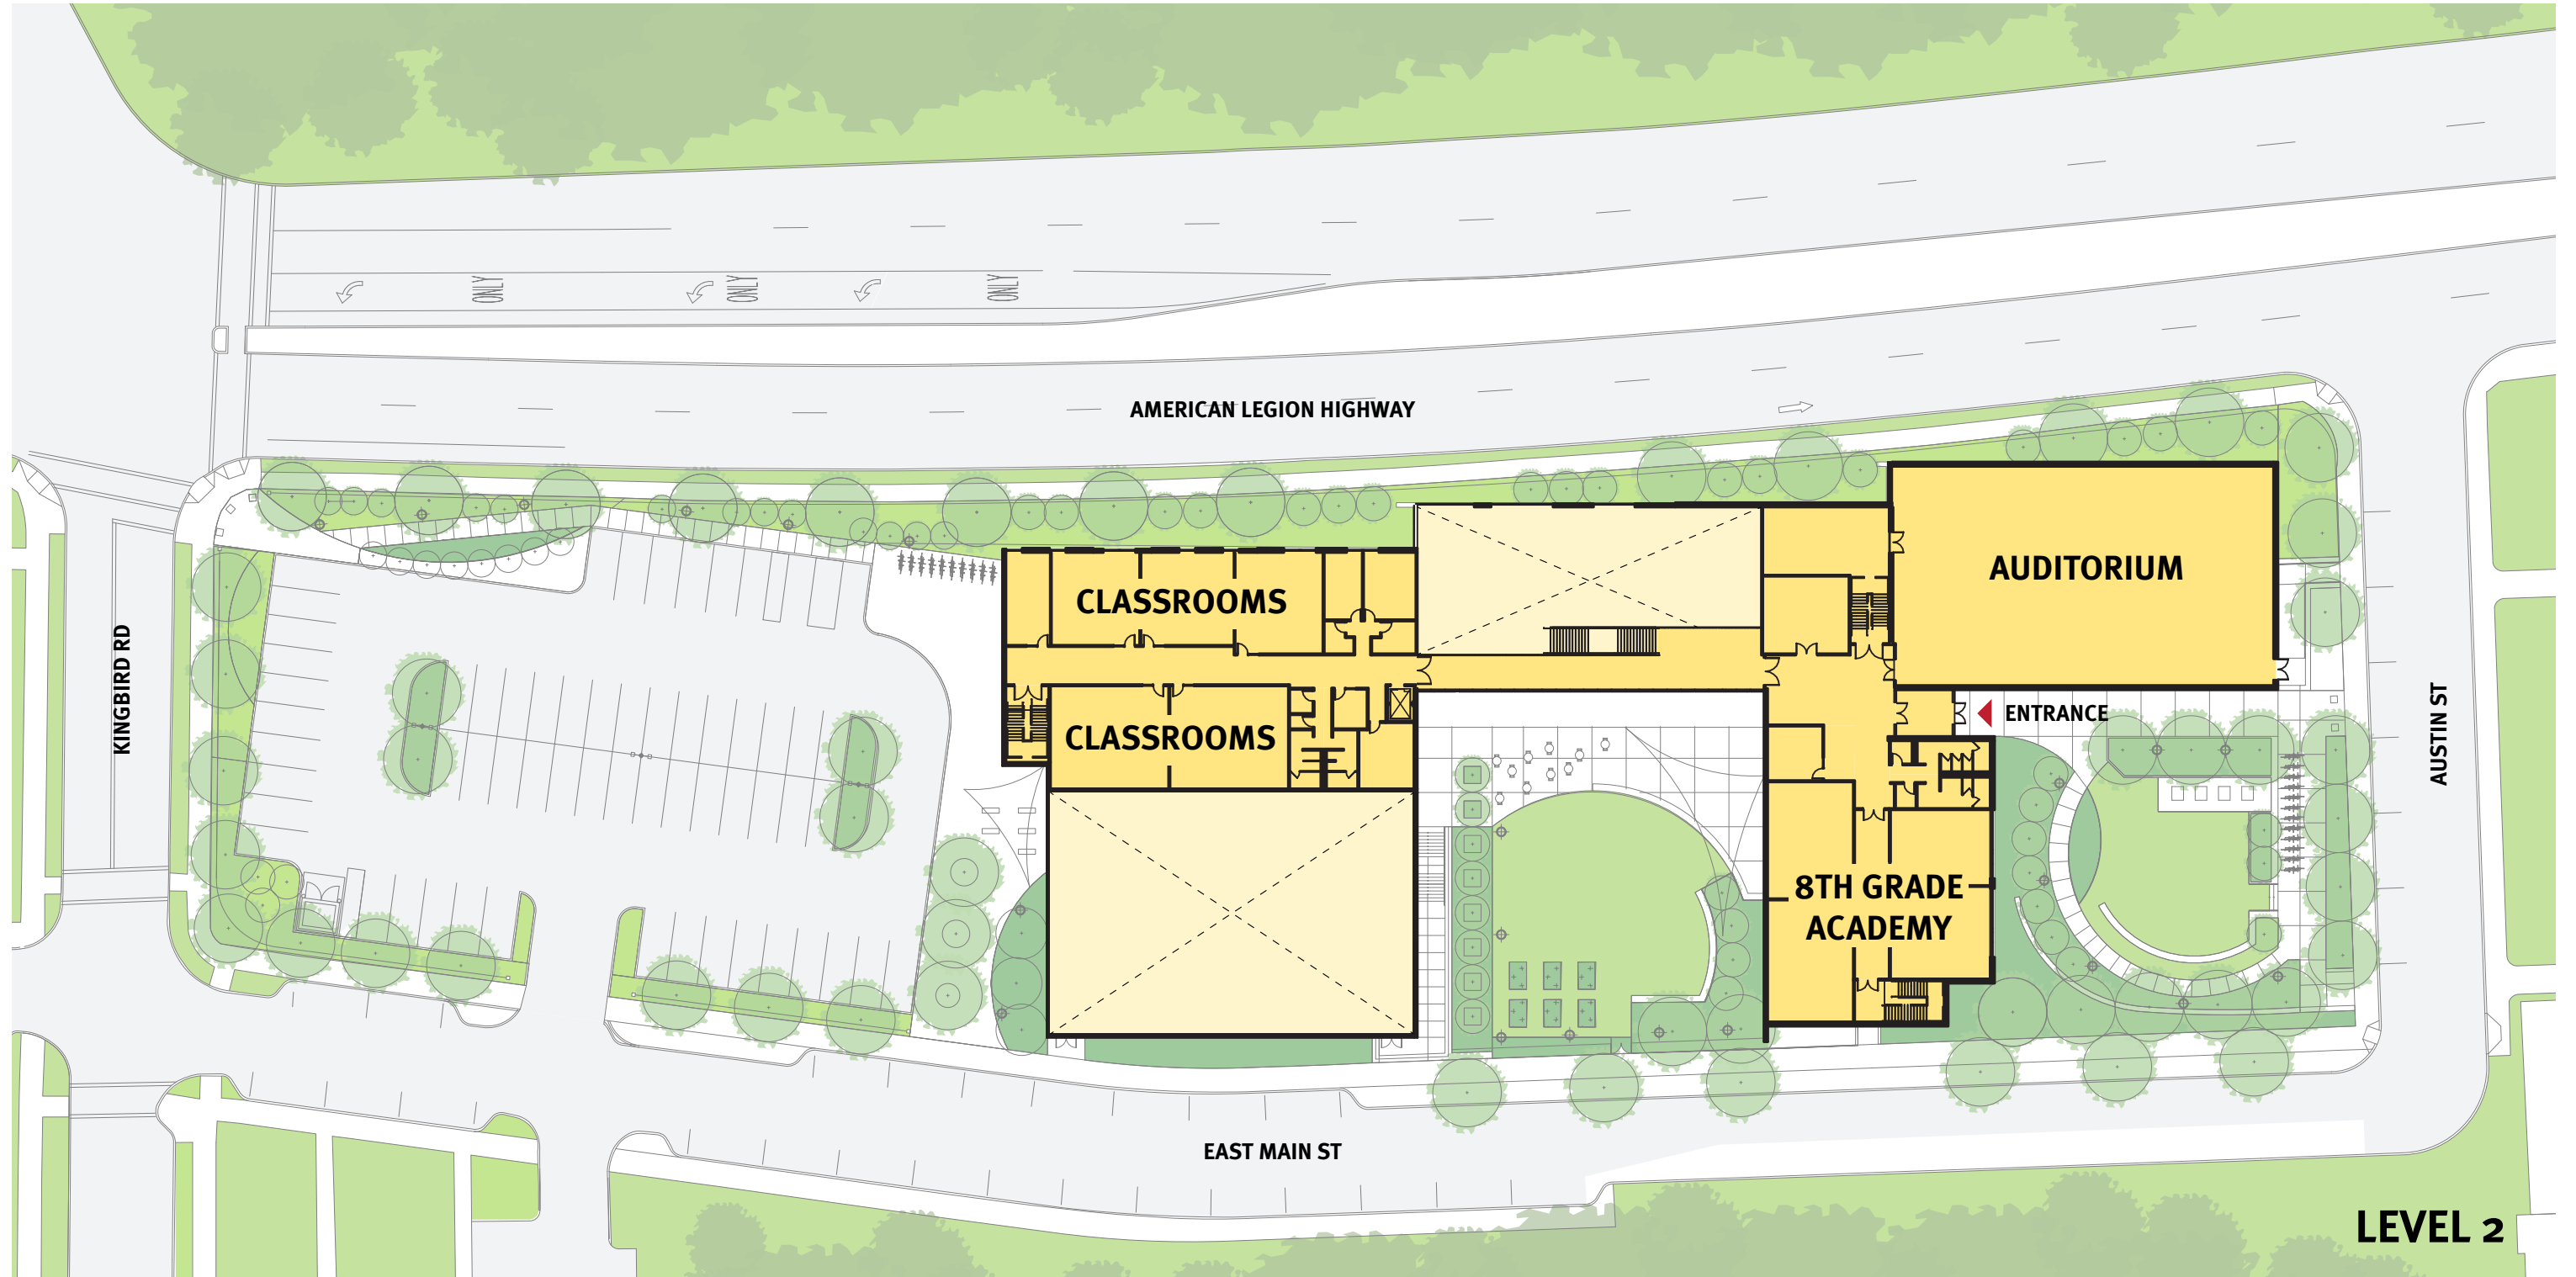 ONLY
ONLY
ONLY
AMERICAN LEGION HIGHWAY
AUDITORIUM
CLASSROOMS
KINGBIRD RD
ENTRANCE
AUSTIN ST
CLASSROOMS
8TH GRADE
ACADEMY
EAST MAIN ST
LEVEL 2